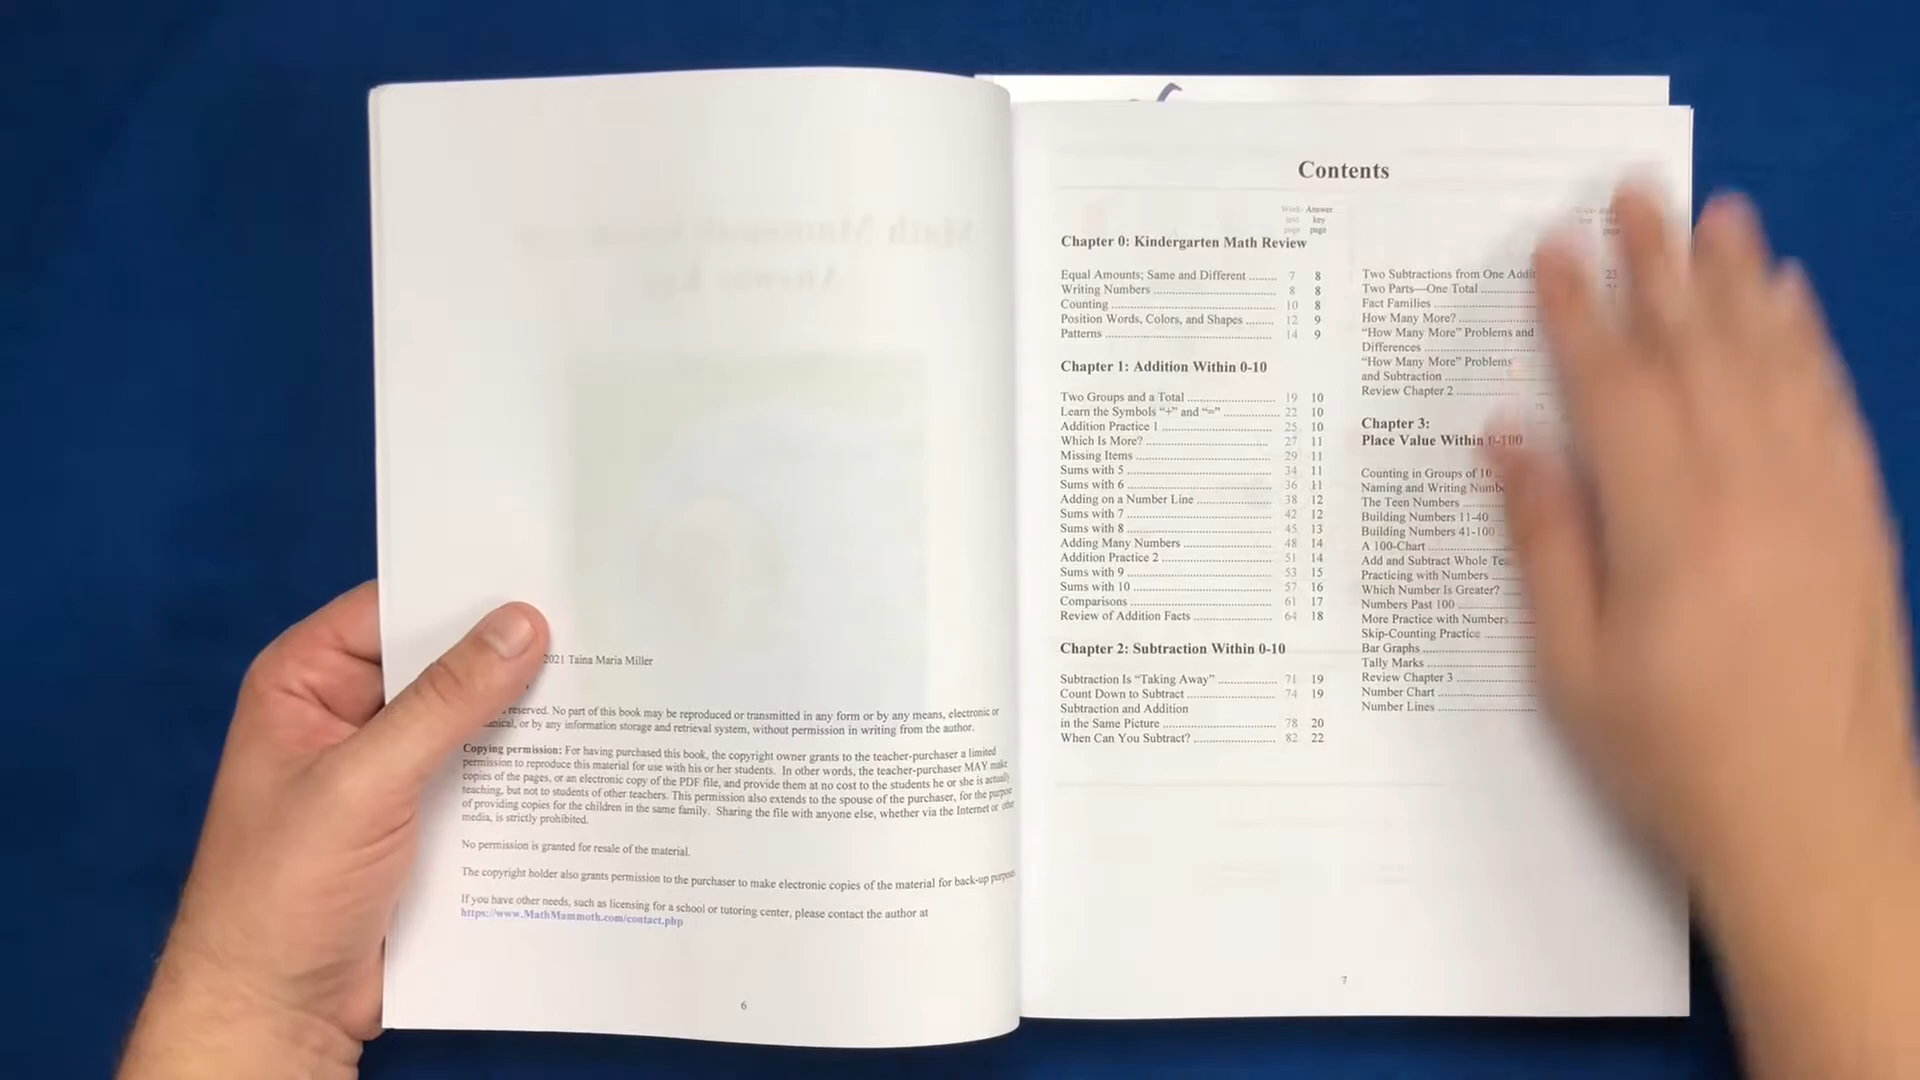 2021 Taina Maria Miller
reserved. No part of this book may be reproduced or transmitted in any form or by any means, electronic or
or by any information storage and retrieval system, without permission in writing from the author.
Copying permission: For having purchased this book, the copyright owner grants to the teacher-purchaser a limited
permission to reproduce this material for use with his or her students. In other words, the teacher-purchaser MAY make
copies of the pages, or an electronic copy of the PDF file, and provide them at no cost to the students he or she is actually
teaching, but not to students of other teachers. This permission also extends to the spouse of the purchaser, for the purpose
of providing copies for the children in the same family. Sharing the file with anyone else, whether via the Internet or other
media, is strictly prohibited.
No permission is granted for resale of the material.
The copyright holder also grants permission to the purchaser to make electronic copies of the material for back-up
If you have other needs, such as licensing for a school or tutoring center, please contact the author at
https://www.MathMammoth.com/contact.php
6
Contents
Work- Answer
text key
page page
Chapter 0: Kindergarten Math Review
Equal Amounts; Same and Different ........ 7 8
Writing Numbers ........ 8 8
Counting ........ 10 8
Position Words, Colors, and Shapes ........ 12 9
Patterns ........ 14 9
Chapter 1: Addition Within 0-10
Two Groups and a Total ........ 19 10
Learn the Symbols “+” and “=” ........ 22 10
Addition Practice 1 ........ 25 10
Which Is More? ........ 27 11
Missing Items ........ 29 11
Sums with 5 ........ 34 11
Sums with 6 ........ 36 11
Adding on a Number Line ........ 38 12
Sums with 7 ........ 42 12
Sums with 8 ........ 45 13
Adding Many Numbers ........ 48 14
Addition Practice 2 ........ 51 14
Sums with 9 ........ 53 15
Sums with 10 ........ 57 16
Comparisons ........ 61 17
Review of Addition Facts ........ 64 18
Chapter 2: Subtraction Within 0-10
Subtraction Is “Taking Away” ........ 71 19
Count Down to Subtract ........ 74 19
Subtraction and Addition
in the Same Picture ........ 78 20
When Can You Subtract? ........ 82 22
Two Subtractions from One 23
Two Parts—One Total ........
Fact Families ........
How Many More? ........
“How Many More” Problems and
Differences ........
“How Many More” Problems
and Subtraction ........
Review Chapter 2 ........
Chapter 3:
Place Value Within 0-100
Counting in Groups of 10
Naming and Writing
The Teen Numbers ........
Building Numbers 11-40
Building Numbers 41-100
A 100-Chart ........
Add and Subtract Whole
Practicing with Numbers ........
Which Number Is Greater? ........
Numbers Past 100 ........
More Practice with Numbers ........
Skip-Counting Practice ........
Bar Graphs ........
Tally Marks ........
Review Chapter 3 ........
Number Chart ........
Number Lines ........
7